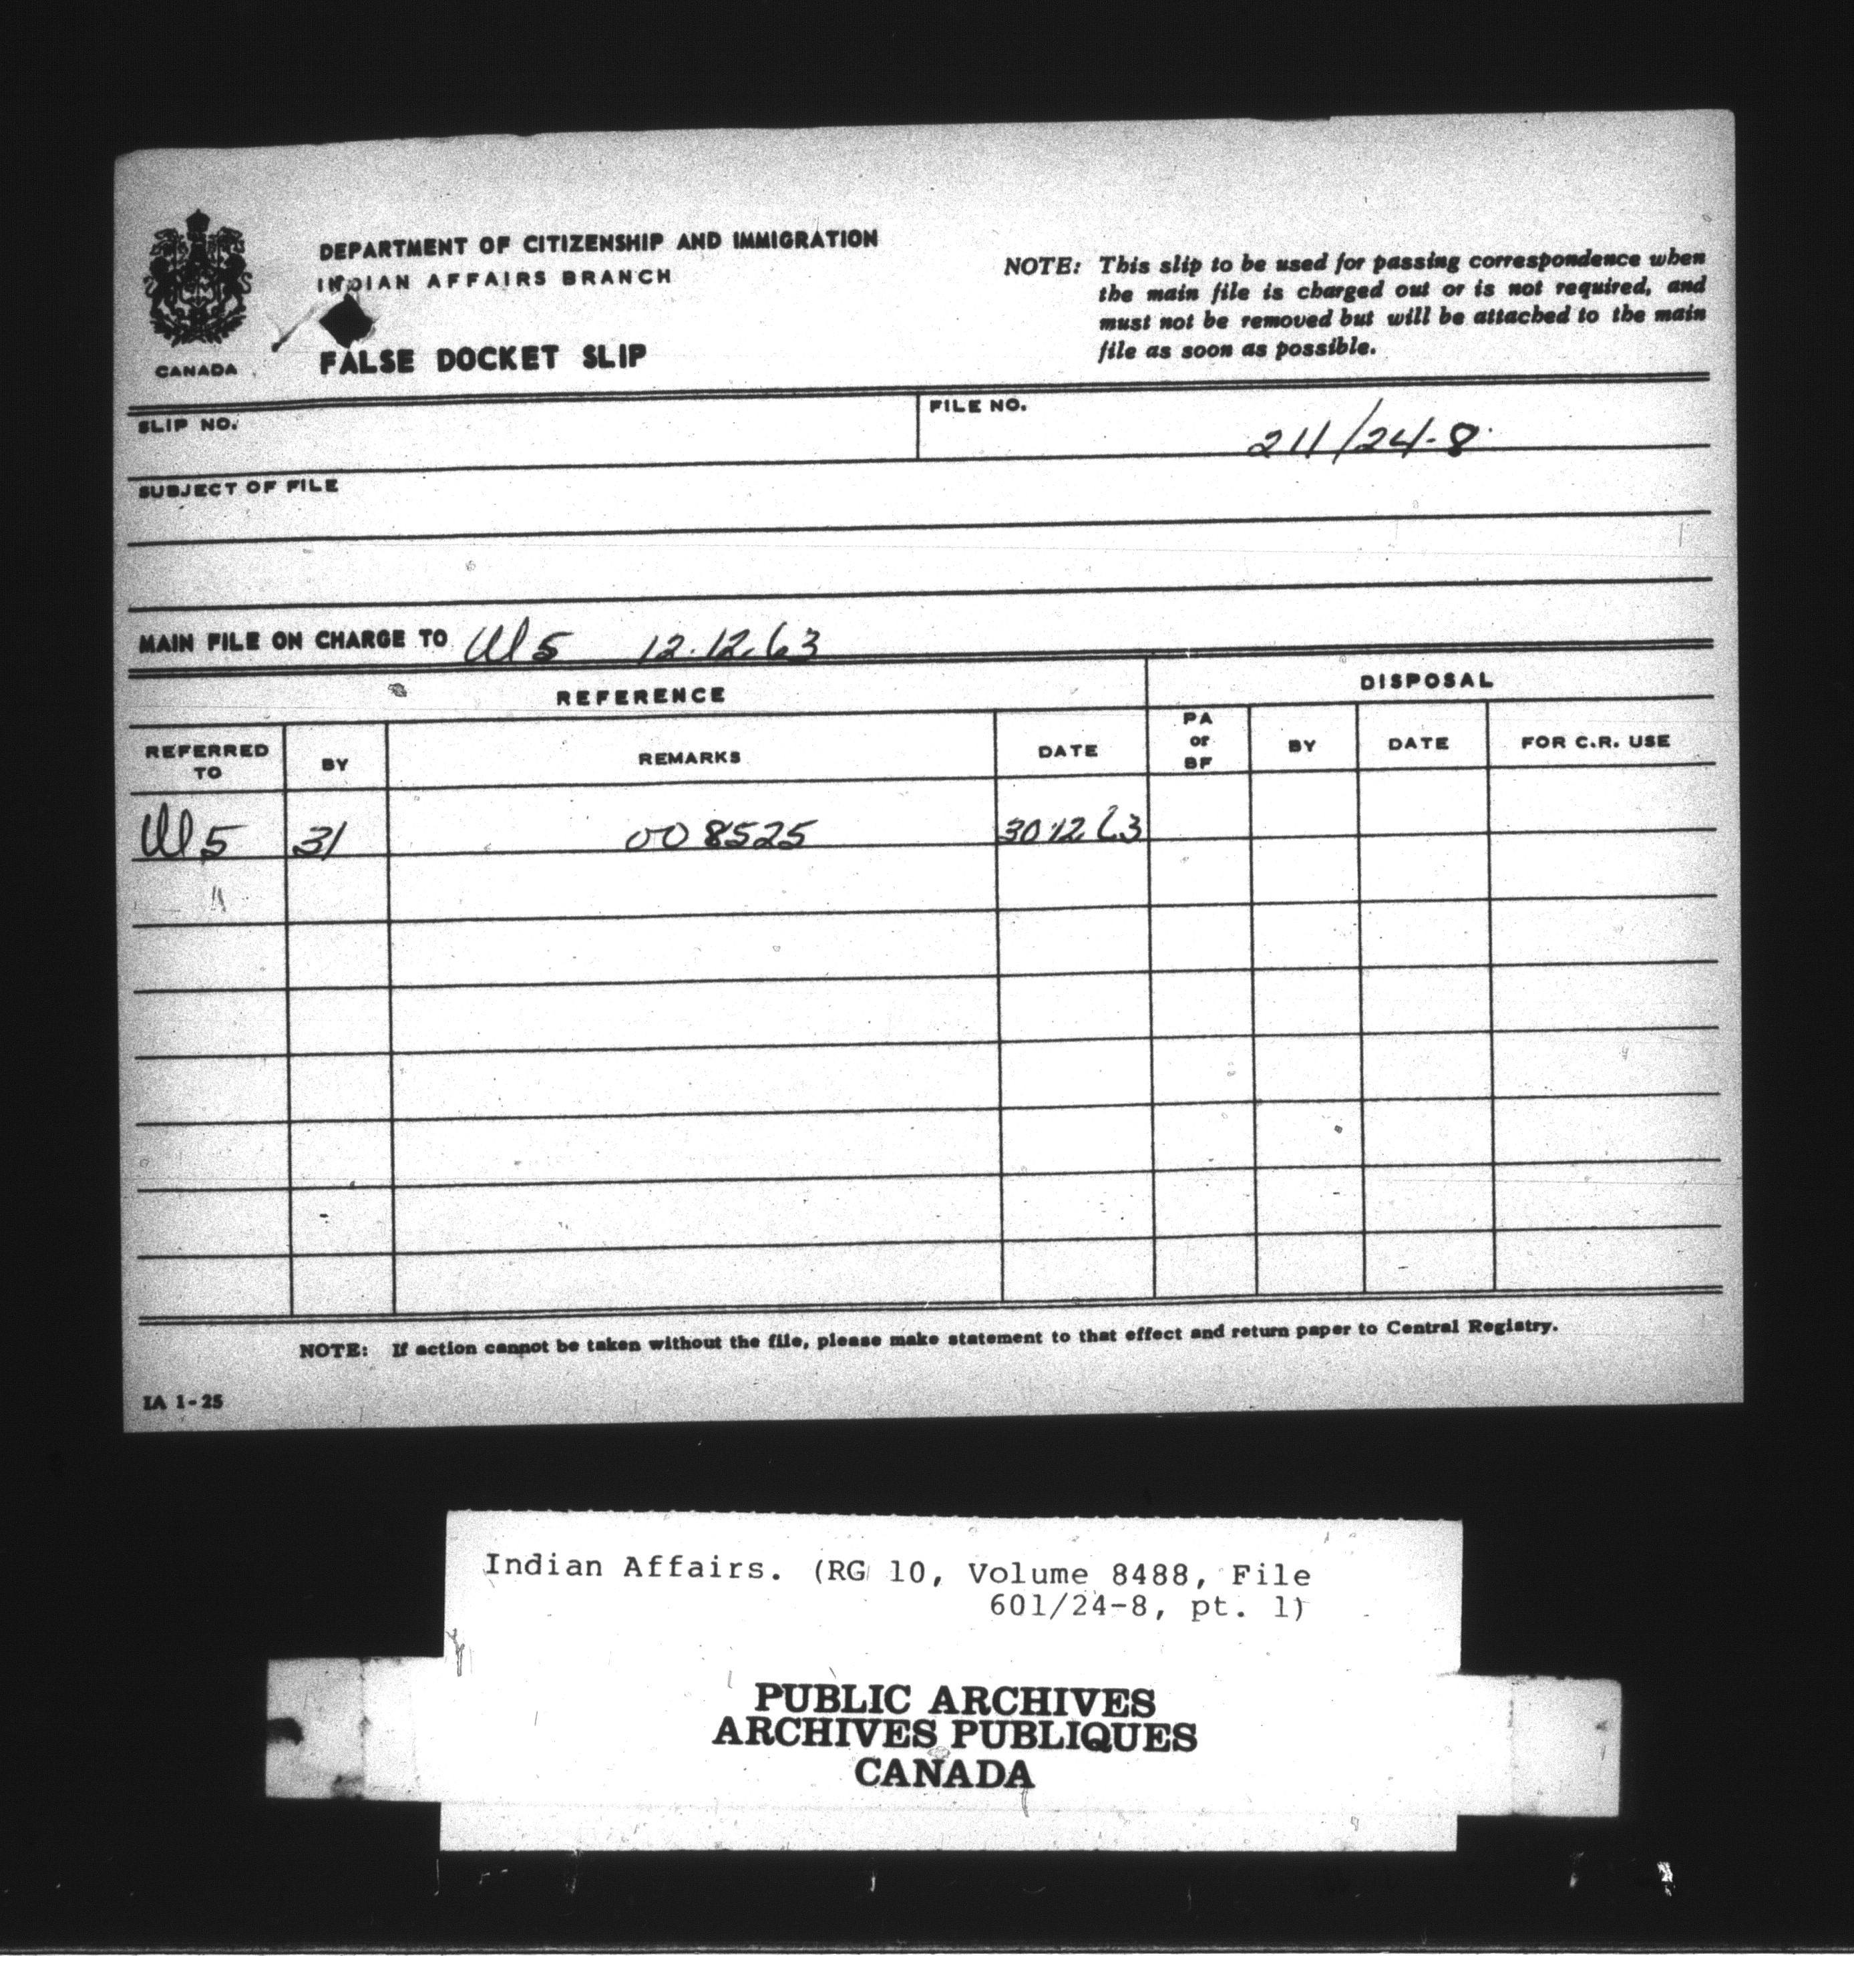 DEPARTMENT OF CITIZENSHIP AND IMMIGRATION
INDIAN AFFAIRS BRANCH
CANADA
FALSE DOCKET SLIP
NOTE: This slip to be used for passing correspondence when
the main file is charged out or is not required, and
must not be removed but will be attached to the main
file as soon as possible.
SLIP NO.
FILE NO. 211/24-8
SUBJECT OF FILE
MAIN FILE ON CHARGE TO W5 12.12.63
REFERENCE
DISPOSAL
REFERRED TO BY REMARKS DATE PA or BF BY DATE FOR C.R. USE
W5 31 008525 30 12 63
NOTE: If action cannot be taken without the file, please make statement to that effect and return paper to Central Registry.
IA 1-25
Indian Affairs. (RG 10, Volume 8488, File
601/24-8, pt. 1)
PUBLIC ARCHIVES
ARCHIVES PUBLIQUES
CANADA